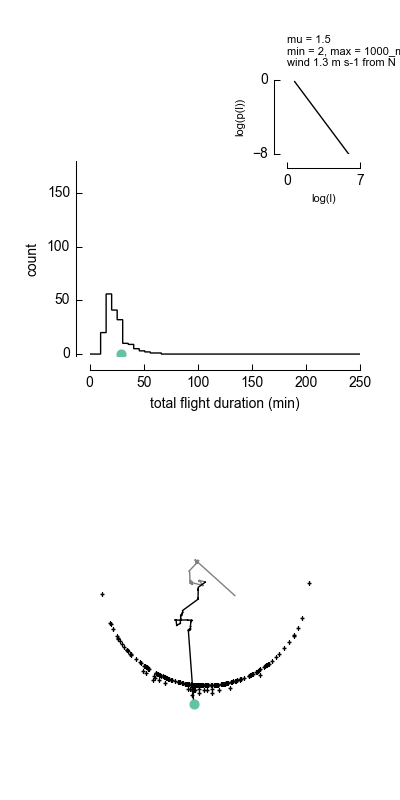 mu = 1.5
min = 2, max = 1000_m
wind 1.3 m s-1 from N
0
log(p(l))
−8
0
7
log(l)
150
100
50
0
count
0
50
100
150
200
250
total flight duration (min)